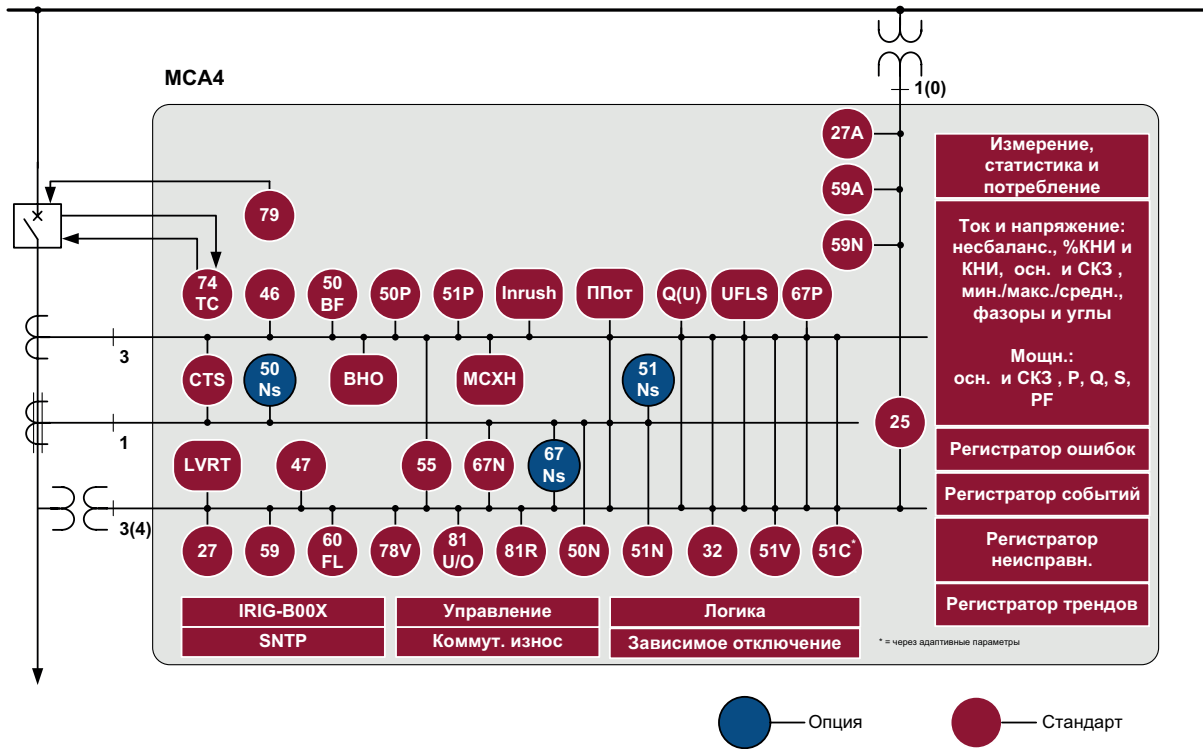 MCA4
1(0)
27A
59A
59N
79
74
TC
46
50
BF
50P
51P
Inrush
ППот
Q(U)
UFLS
67P
3
CTS
50
Ns
ВНО
МСХН
51
Ns
1
25
LVRT
47
55
67N
67
Ns
3(4)
27
59
60
FL
78V
81
U/O
81R
50N
51N
32
51V
51C*
IRIG-B00X
SNTP
Управление
Коммут. износ
Логика
Зависимое отключение
* = через адаптивные параметры
Измерение,
статистика и
потребление
Ток и напряжение:
несбаланс., %КНИ и
КНИ, осн. и СКЗ ,
мин./макс./средн.,
фазоры и углы
Мощн.:
осн. и СКЗ , P, Q, S,
PF
Регистратор ошибок
Регистратор событий
Регистратор
неисправн.
Регистратор трендов
Опция
Стандарт